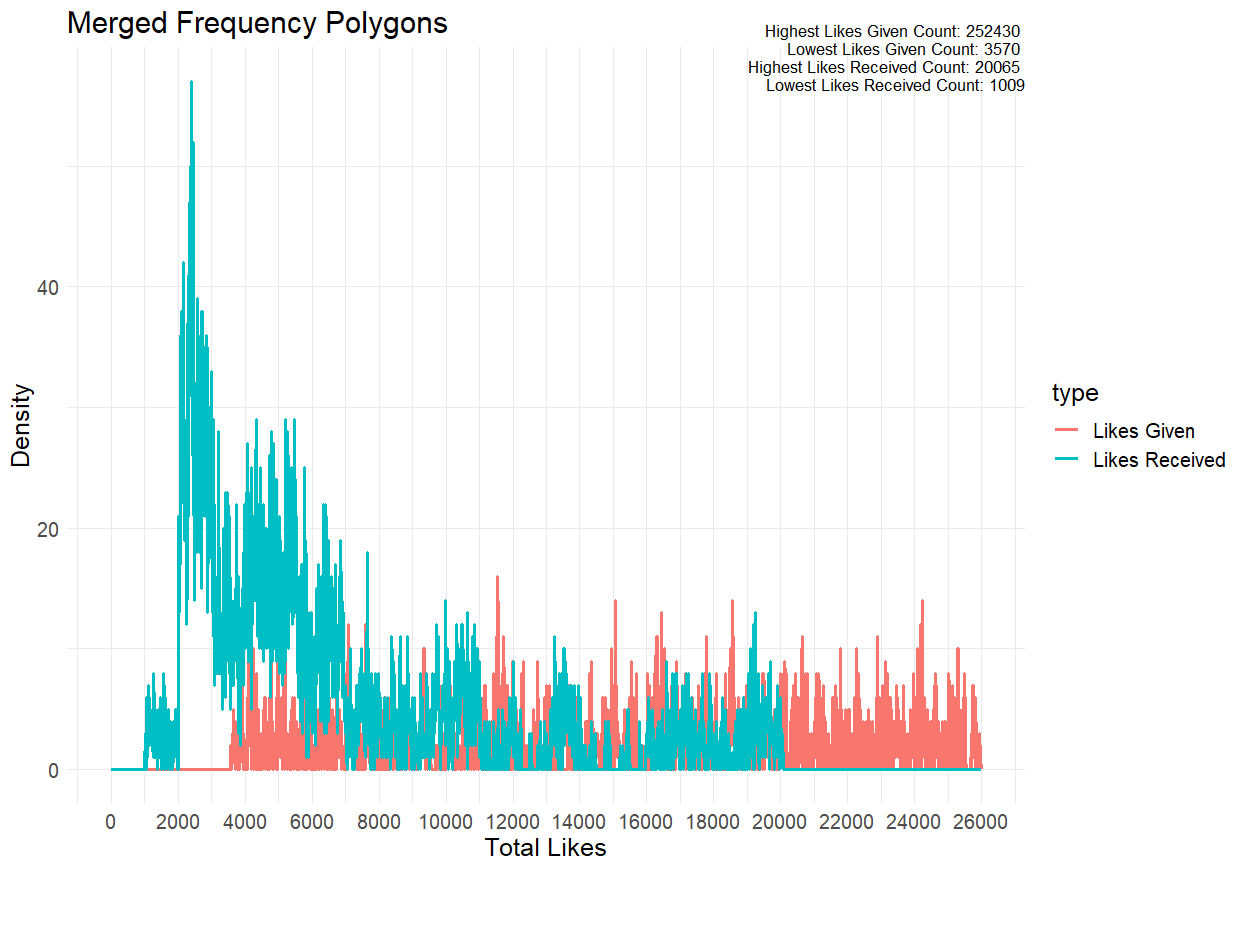 Merged Frequency Polygons
Highest Likes Given Count: 252430
Lowest Likes Given Count: 3570
Highest Likes Received Count: 20065
Lowest Likes Received Count: 1009
40
20
0
Density
0 2000 4000 6000 8000 10000 12000 14000 16000 18000 20000 22000 24000 26000
Total Likes
type
Likes Given
Likes Received